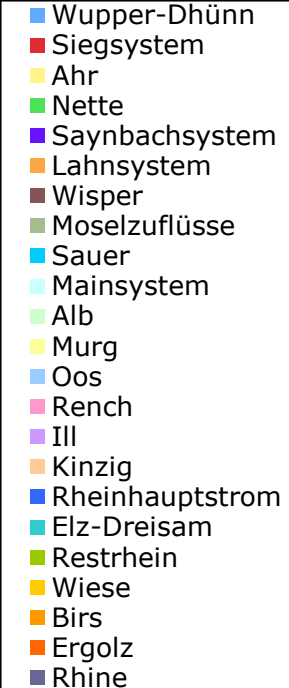 Wupper-Dhünn
Siegsystem
Ahr
Nette
Saynbachsystem
Lahnsystem
Wisper
Moselzuflüsse
Sauer
Mainsystem
Alb
Murg
Oos
Rench
Ill
Kinzig
Rheinhauptstrom
Elz-Dreisam
Restrhein
Wiese
Birs
Ergolz
Rhine